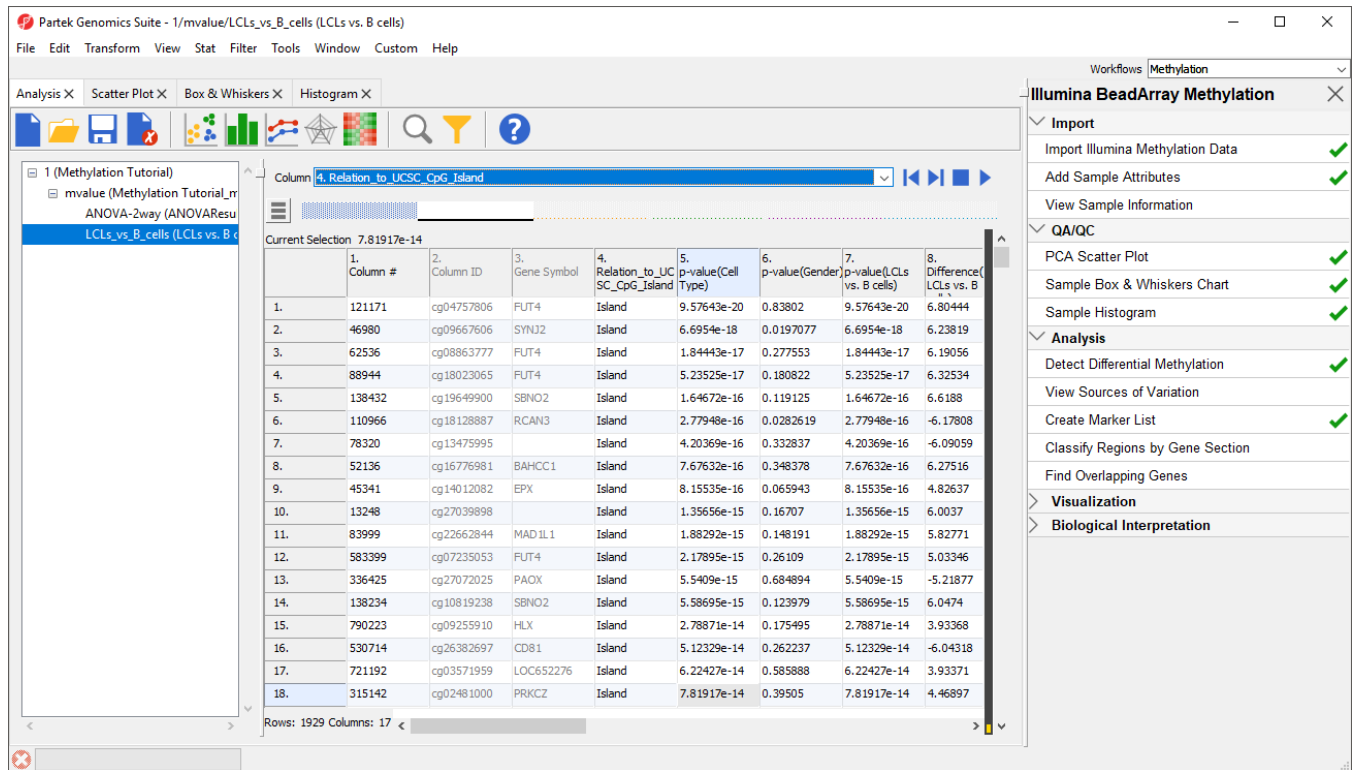 Partek Genomics Suite - 1/mvalue/LCLs_vs_B_cells (LCLs vs. B cells)
File Edit Transform View Stat Filter Tools Window Custom Help
Workflows Methylation
Analysis X Scatter Plot X Box & Whiskers X Histogram X
1 (Methylation Tutorial)
mvalue (Methylation Tutorial_m
ANOVA-2way (ANOVAResu
LCLs_vs_B_cells (LCLs vs. B c
Column 4. Relation_to_UCSC_CpG_Island
Current Selection 7.81917e-14
1. Column # 2. Column ID 3. Gene Symbol 4. Relation_to_UCSC_CpG_Island 5. p-value(Cell Type) 6. p-value(Gender) 7. p-value(LCLs vs. B cells) 8. Difference(LCLs vs. B
1. 121171 cg04757806 FUT4 Island 9.57643e-20 0.83802 9.57643e-20 6.80444
2. 46980 cg09667606 SYNJ2 Island 6.6954e-18 0.0197077 6.6954e-18 6.23819
3. 62536 cg08863777 FUT4 Island 1.84443e-17 0.277553 1.84443e-17 6.19056
4. 88944 cg18023065 FUT4 Island 5.23525e-17 0.180822 5.23525e-17 6.32534
5. 138432 cg19649900 SBNO2 Island 1.64672e-16 0.119125 1.64672e-16 6.6188
6. 110966 cg18128887 RCAN3 Island 2.77948e-16 0.0282619 2.77948e-16 -6.17808
7. 78320 cg13475995 Island 4.20369e-16 0.332837 4.20369e-16 -6.09059
8. 52136 cg16776981 BAHCC1 Island 7.67632e-16 0.348378 7.67632e-16 6.27516
9. 45341 cg14012082 EPX Island 8.15535e-16 0.065943 8.15535e-16 4.82637
10. 13248 cg27039898 Island 1.35656e-15 0.16707 1.35656e-15 6.0037
11. 83999 cg22662844 MAD1L1 Island 1.88292e-15 0.148191 1.88292e-15 5.82771
12. 583399 cg07235053 FUT4 Island 2.17895e-15 0.26109 2.17895e-15 5.03346
13. 336425 cg27072025 PAOX Island 5.5409e-15 0.684894 5.5409e-15 -5.21877
14. 138234 cg10819238 SBNO2 Island 5.58695e-15 0.123979 5.58695e-15 6.0474
15. 790223 cg09255910 HLX Island 2.78871e-14 0.175495 2.78871e-14 3.93368
16. 530714 cg26382697 CD81 Island 5.12329e-14 0.262237 5.12329e-14 -6.04318
17. 721192 cg03571959 LOC652276 Island 6.22427e-14 0.585888 6.22427e-14 3.93371
18. 315142 cg02481000 PRKCZ Island 7.81917e-14 0.39505 7.81917e-14 4.46897
Rows: 1929 Columns: 17
Illumina BeadArray Methylation
Import
Import Illumina Methylation Data
Add Sample Attributes
View Sample Information
QA/QC
PCA Scatter Plot
Sample Box & Whiskers Chart
Sample Histogram
Analysis
Detect Differential Methylation
View Sources of Variation
Create Marker List
Classify Regions by Gene Section
Find Overlapping Genes
Visualization
Biological Interpretation